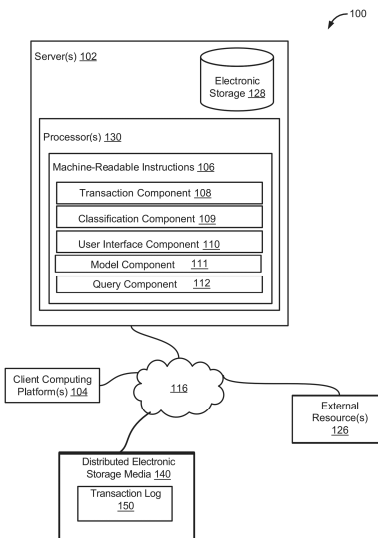 100
Server(s) 102
Electronic
Storage 128
Processor(s) 130
Machine-Readable Instructions 106
Transaction Component 108
Classification Component 109
User Interface Component 110
Model Component 111
Query Component 112
Client Computing
Platform(s) 104
116
External
Resource(s)
126
Distributed Electronic
Storage Media 140
Transaction Log
150